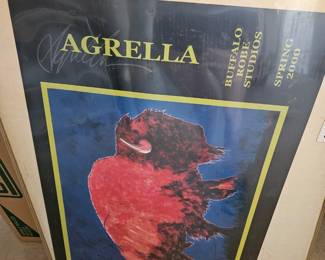 AGRELLA
BUFFALO
ROBE
STUDIOS
SPRING
2000